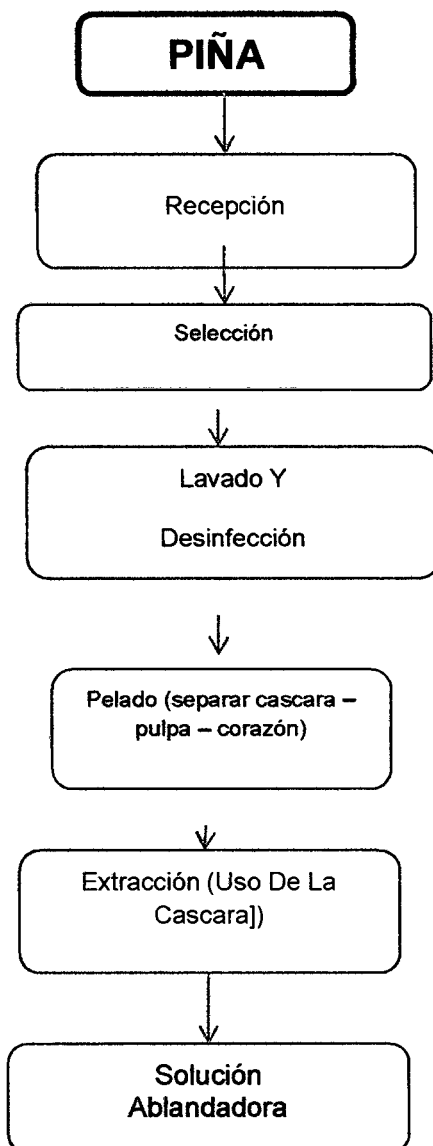 PIÑA
Recepción
Selección
Lavado Y
Desinfección
Pelado (separar cascara –
pulpa – corazón)
Extracción (Uso De La
Cascara])
Solución
Ablandadora